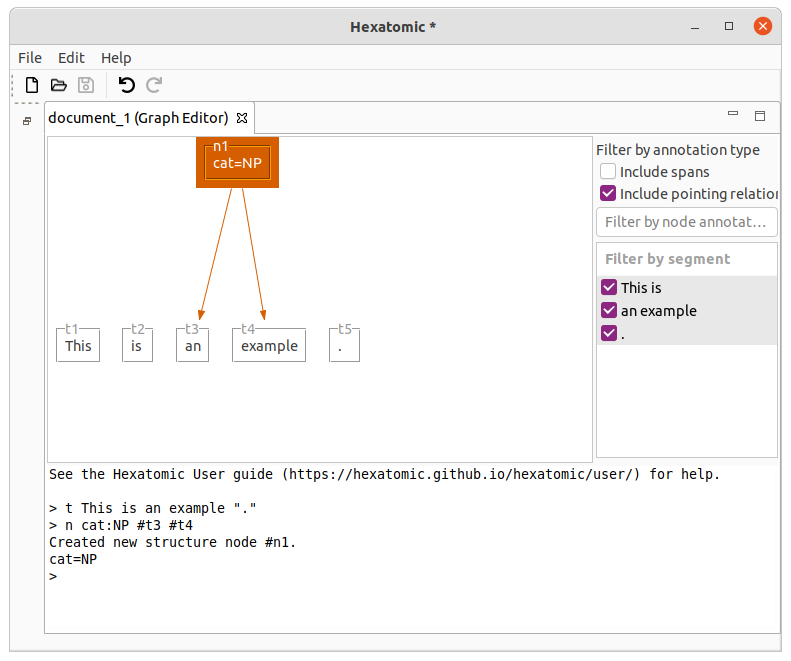 Hexatomic *
File Edit Help
document_1 (Graph Editor)
n1
cat=NP
t1 t2 t3 t4 t5
This is an example .
Filter by annotation type
Include spans
Include pointing relation
Filter by node annotat...
Filter by segment
This is
an example
.
See the Hexatomic User guide (https://hexatomic.github.io/hexatomic/user/) for help.
> t This is an example "."
> n cat:NP #t3 #t4
Created new structure node #n1.
cat=NP
>